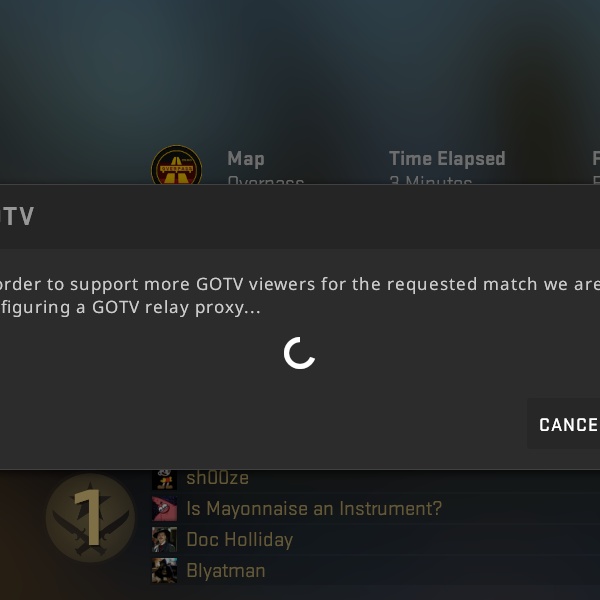 Map
Time Elapsed
Overpass
3 Minutes
OTV
order to support more GOTV viewers for the requested match we are
figuring a GOTV relay proxy...
CANCE
sh00ze
1
Is Mayonnaise an Instrument?
Doc Holliday
Blyatman